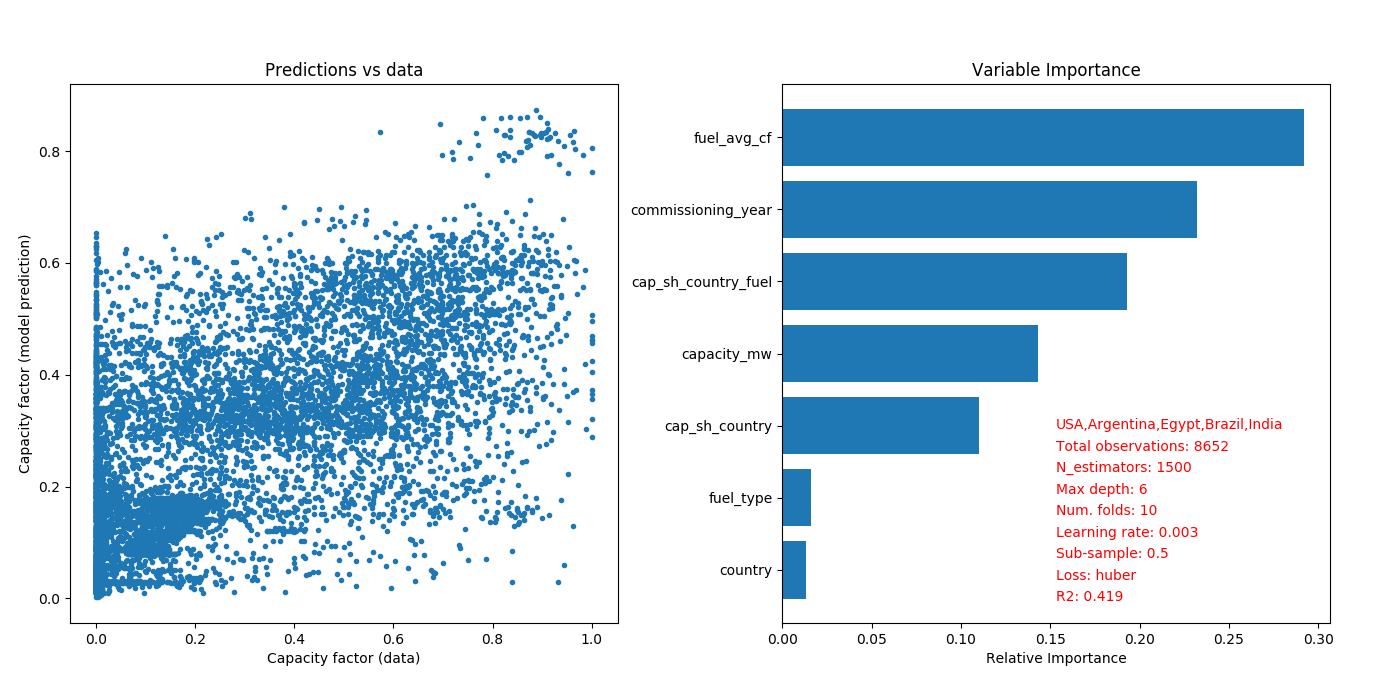 Predictions vs data
0.8
0.6
0.4
0.2
0.0
Capacity factor (model prediction)
0.0 0.2 0.4 0.6 0.8 1.0
Capacity factor (data)
Variable Importance
fuel_avg_cf
commissioning_year
cap_sh_country_fuel
capacity_mw
cap_sh_country
fuel_type
country
USA,Argentina,Egypt,Brazil,India
Total observations: 8652
N_estimators: 1500
Max depth: 6
Num. folds: 10
Learning rate: 0.003
Sub-sample: 0.5
Loss: huber
R2: 0.419
0.00 0.05 0.10 0.15 0.20 0.25 0.30
Relative Importance